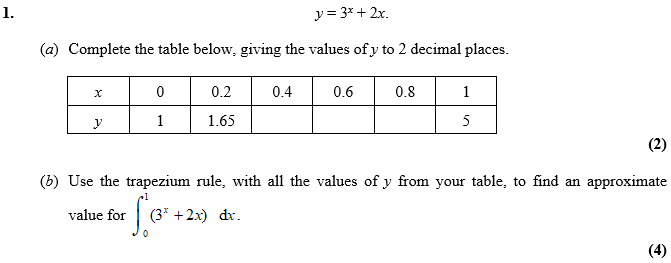 1. y = 3ˣ + 2x.
(a) Complete the table below, giving the values of y to 2 decimal places.
x 0 0.2 0.4 0.6 0.8 1
y 1 1.65 5
(2)
(b) Use the trapezium rule, with all the values of y from your table, to find an approximate
value for ∫₀¹ (3ˣ + 2x) dx.
(4)